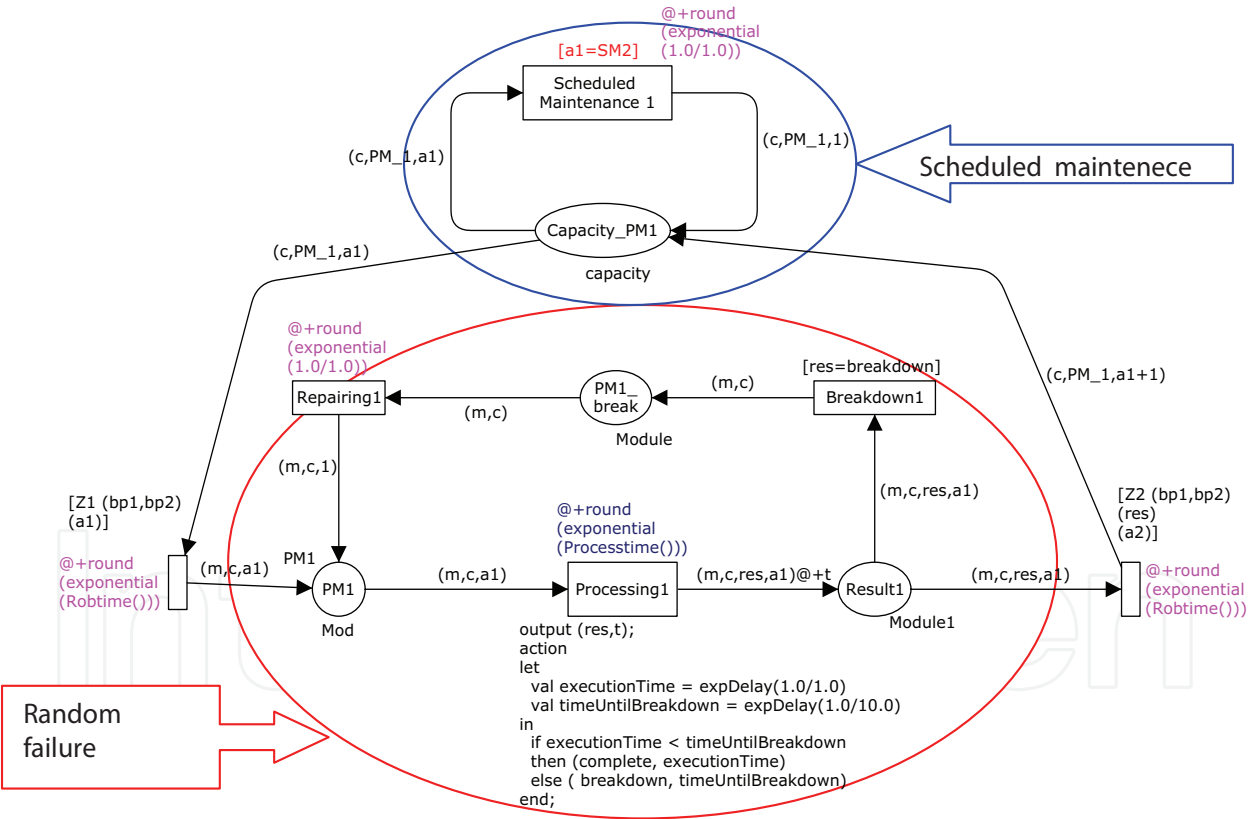 @+round
(exponential
(1.0/1.0))
[a1=SM2]
Scheduled
Maintenance 1
(c,PM_1,a1)
(c,PM_1,1)
Scheduled maintenece
Capacity_PM1
capacity
(c,PM_1,a1)
@+round
(exponential
(1.0/1.0))
Repairing1
(m,c)
PM1_
break
Module
(m,c)
[res=breakdown]
Breakdown1
(c,PM_1,a1+1)
(m,c,1)
(m,c,res,a1)
[Z1 (bp1,bp2)
(a1)]
@+round
(exponential
(Robtime()))
(m,c,a1)
PM1
PM1
Mod
(m,c,a1)
@+round
(exponential
(Processtime()))
Processing1
(m,c,res,a1)@+t
Result1
Module1
(m,c,res,a1)
[Z2 (bp1,bp2)
(res)
(a2)]
@+round
(exponential
(Robtime()))
output (res,t);
action
let
val executionTime = expDelay(1.0/1.0)
val timeUntilBreakdown = expDelay(1.0/10.0)
in
if executionTime < timeUntilBreakdown
then (complete, executionTime)
else ( breakdown, timeUntilBreakdown)
end;
Random
failure